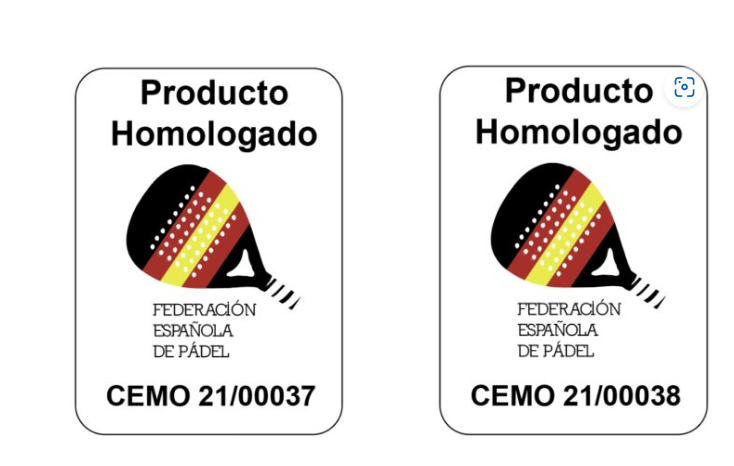 Producto
Homologado
FEDERACIÓN
ESPAÑOLA
DE PÁDEL
CEMO 21/00037
Producto
Homologado
FEDERACIÓN
ESPAÑOLA
DE PÁDEL
CEMO 21/00038